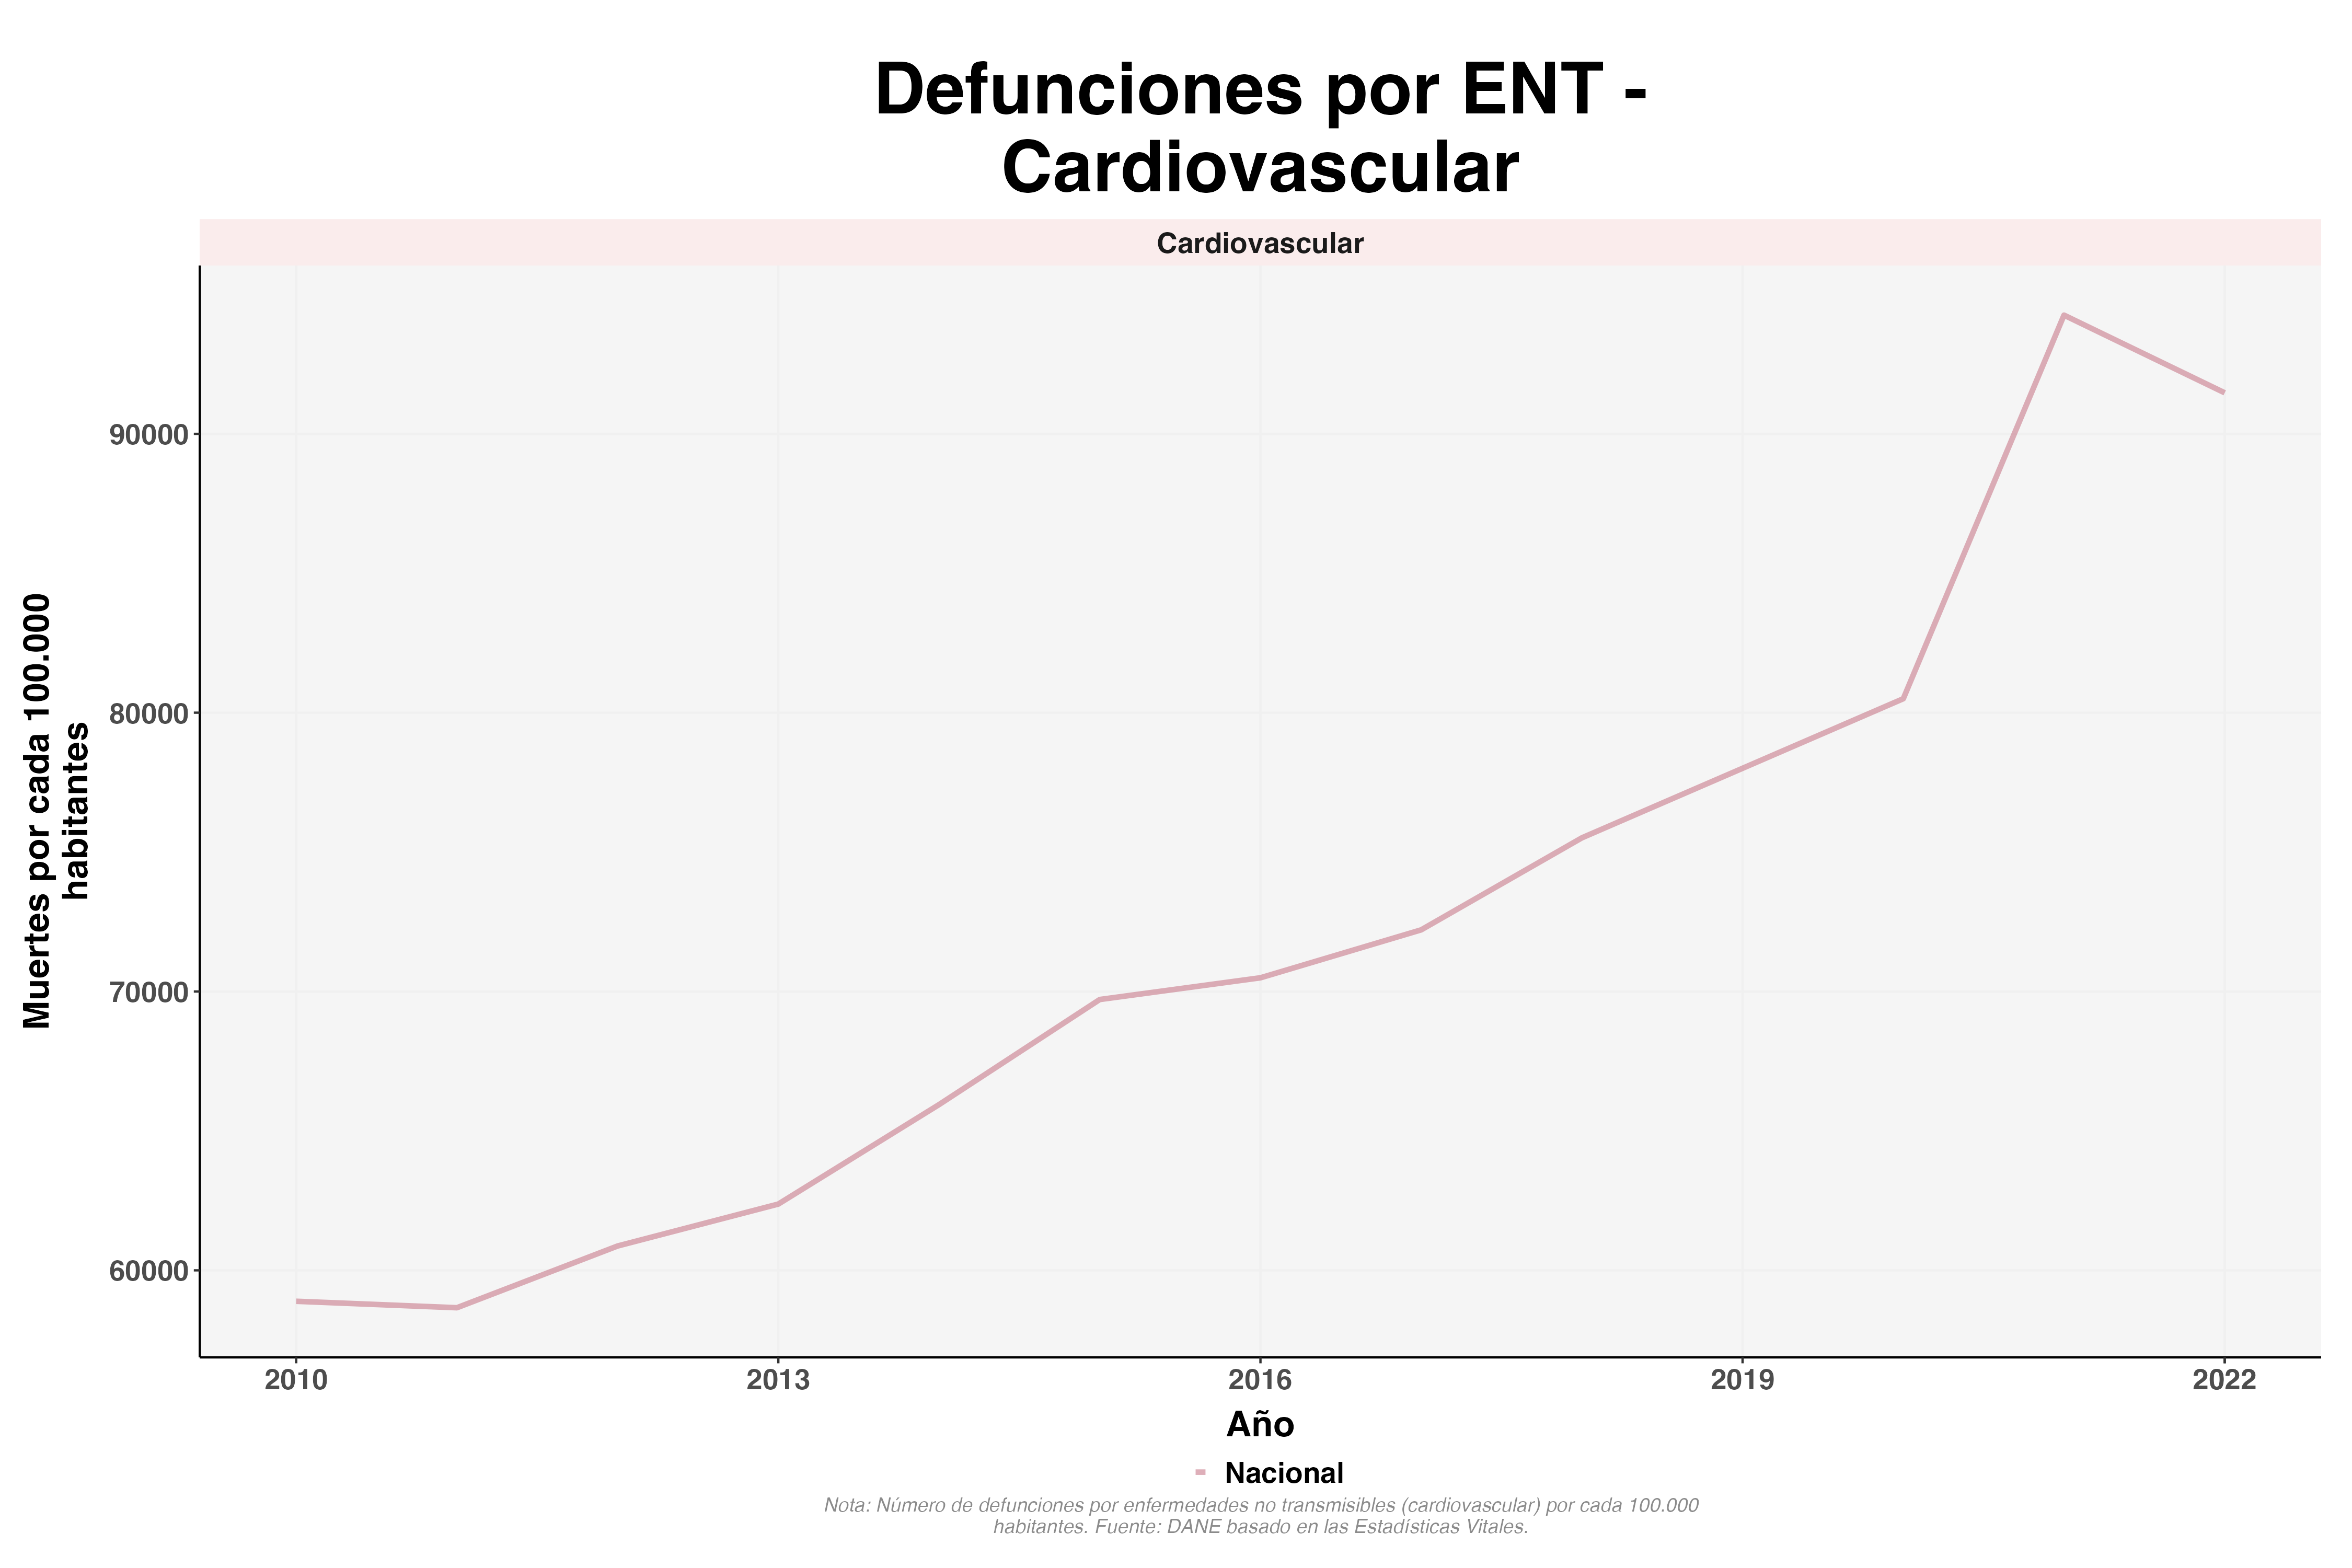 Defunciones por ENT -
Cardiovascular
Cardiovascular
Muertes por cada 100.000
habitantes
90000
80000
70000
60000
2010
2013
2016
2019
2022
Año
Nacional
Nota: Número de defunciones por enfermedades no transmisibles (cardiovascular) por cada 100.000
habitantes. Fuente: DANE basado en las Estadísticas Vitales.